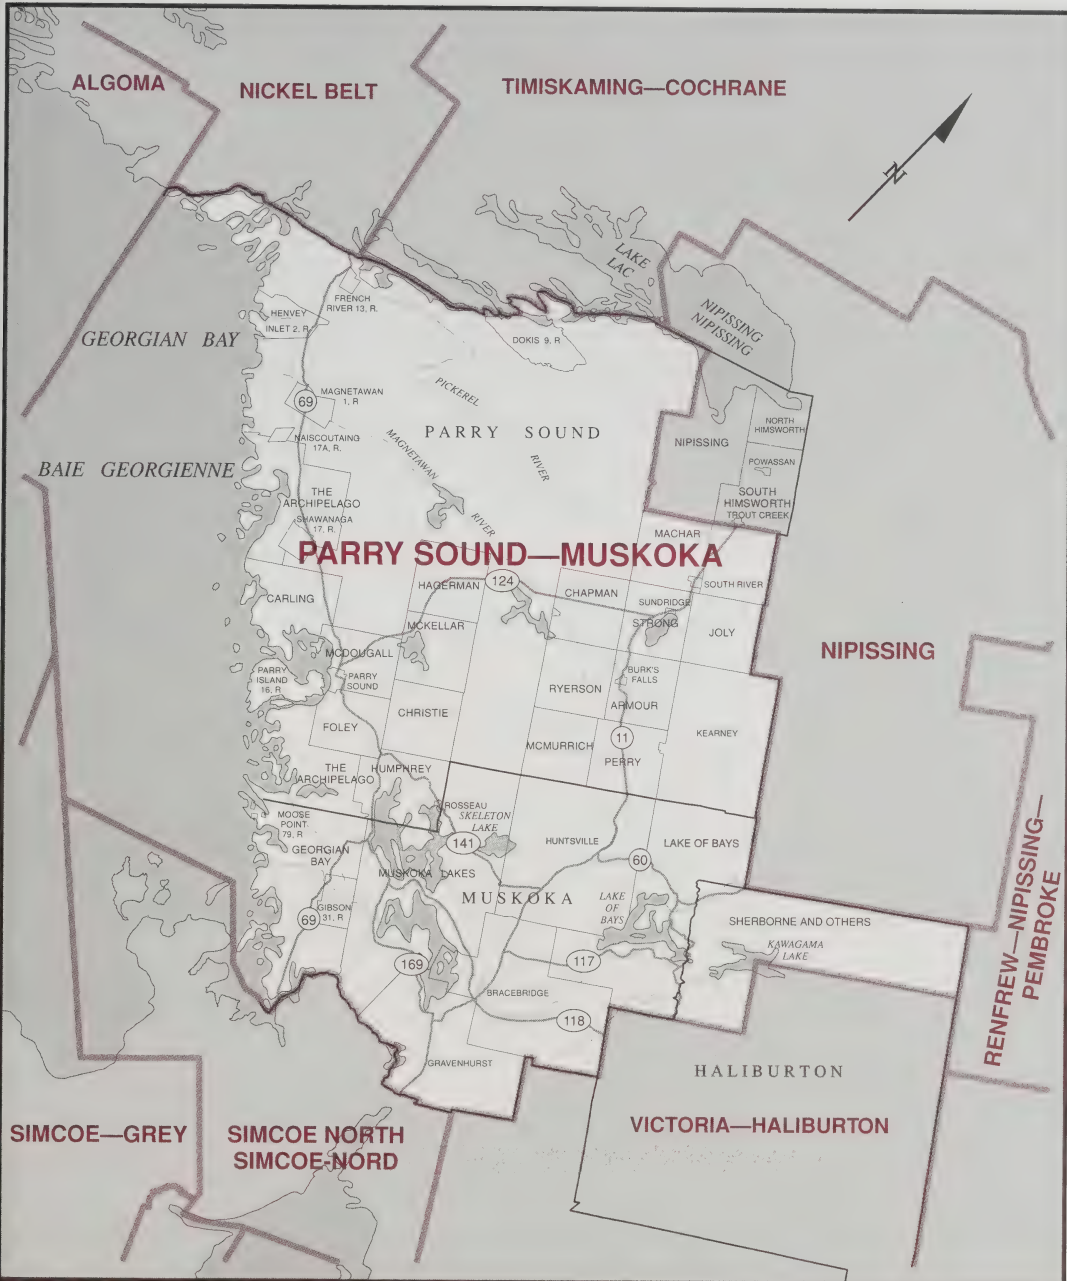 ALGOMA
NICKEL BELT
TIMISKAMING—COCHRANE
N
LAKE
LAC
NIPISSING
NIPISSING
GEORGIAN BAY
BAIE GEORGIENNE
FRENCH
RIVER 13, R.
HENVEY
INLET 2, R.
DOKIS 9, R
PICKEREL
RIVER
MAGNETAWAN
1, R
69
PARRY SOUND
MAGNETAWAN
RIVER
NAISCOUTAING
17A, R.
NIPISSING
NORTH
HIMSWORTH
POWASSAN
SOUTH
HIMSWORTH
TROUT CREEK
THE
ARCHIPELAGO
SHAWANAGA
17, R.
PARRY SOUND—MUSKOKA
MACHAR
SOUTH RIVER
CARLING
HAGERMAN
124
CHAPMAN
SUNDRIDGE
STRONG
JOLY
MCKELLAR
MCDOUGALL
PARRY
ISLAND
16, R
PARRY
SOUND
NIPISSING
BURK'S
FALLS
RYERSON
ARMOUR
FOLEY
CHRISTIE
MCMURRICH
11
PERRY
KEARNEY
THE
ARCHIPELAGO
HUMPHREY
ROSSEAU
SKELETON
LAKE
MOOSE
POINT
79, R
GEORGIAN
BAY
141
HUNTSVILLE
LAKE OF BAYS
60
MUSKOKA LAKES
MUSKOKA
GIBSON
31, R
69
LAKE
OF
BAYS
SHERBORNE AND OTHERS
KAWAGAMA
LAKE
169
117
BRACEBRIDGE
118
GRAVENHURST
RENFREW—NIPISSING—
PEMBROKE
HALIBURTON
VICTORIA—HALIBURTON
SIMCOE—GREY
SIMCOE NORTH
SIMCOE-NORD